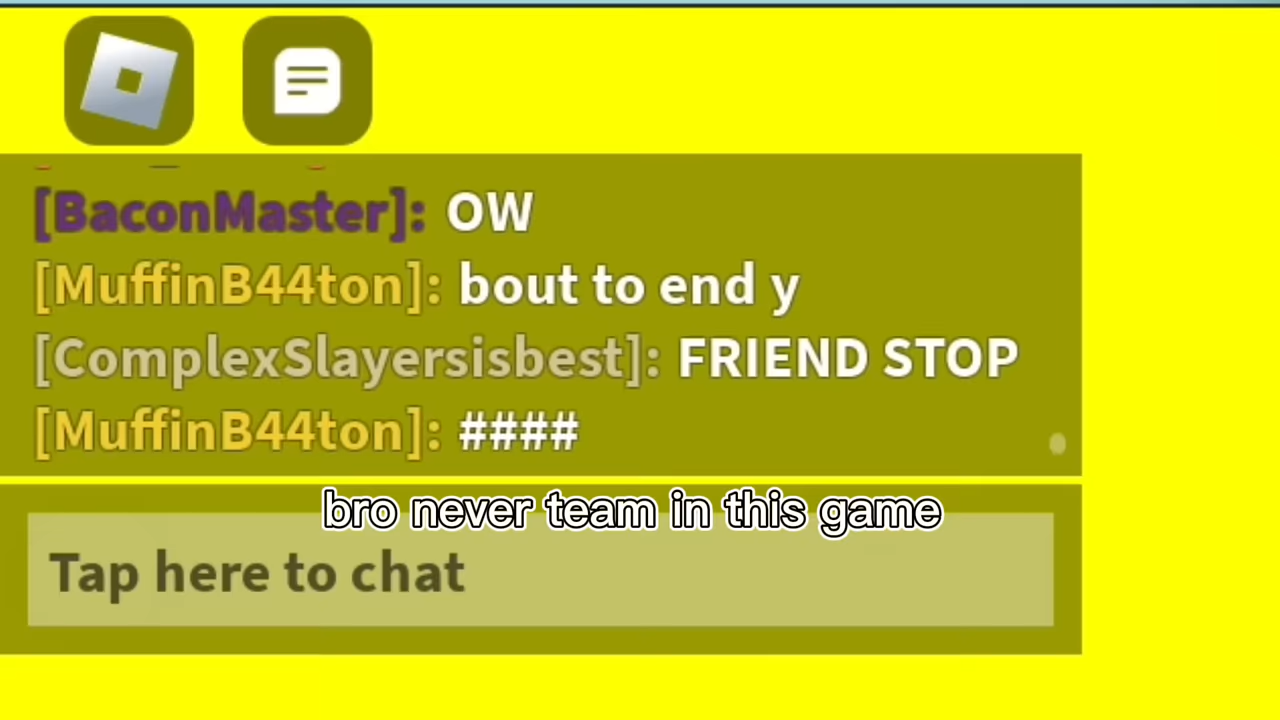 [BaconMaster]: OW
[MuffinB44ton]: bout to end y
[ComplexSlayersisbest]: FRIEND STOP
[MuffinB44ton]: ####
bro never team in this game
Tap here to chat